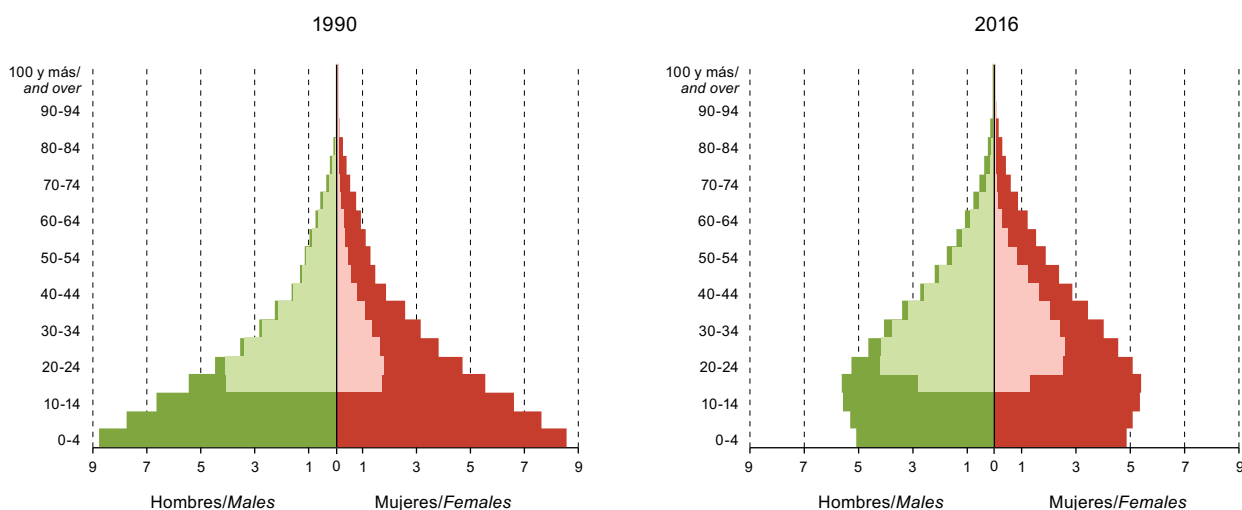 1990
100 y más/
and over
90-94
80-84
70-74
60-64
50-54
40-44
30-34
20-24
10-14
0-4
9 7 5 3 1 0 1 3 5 7 9
Hombres/Males Mujeres/Females
2016
100 y más/
and over
90-94
80-84
70-74
60-64
50-54
40-44
30-34
20-24
10-14
0-4
9 7 5 3 1 0 1 3 5 7 9
Hombres/Males Mujeres/Females